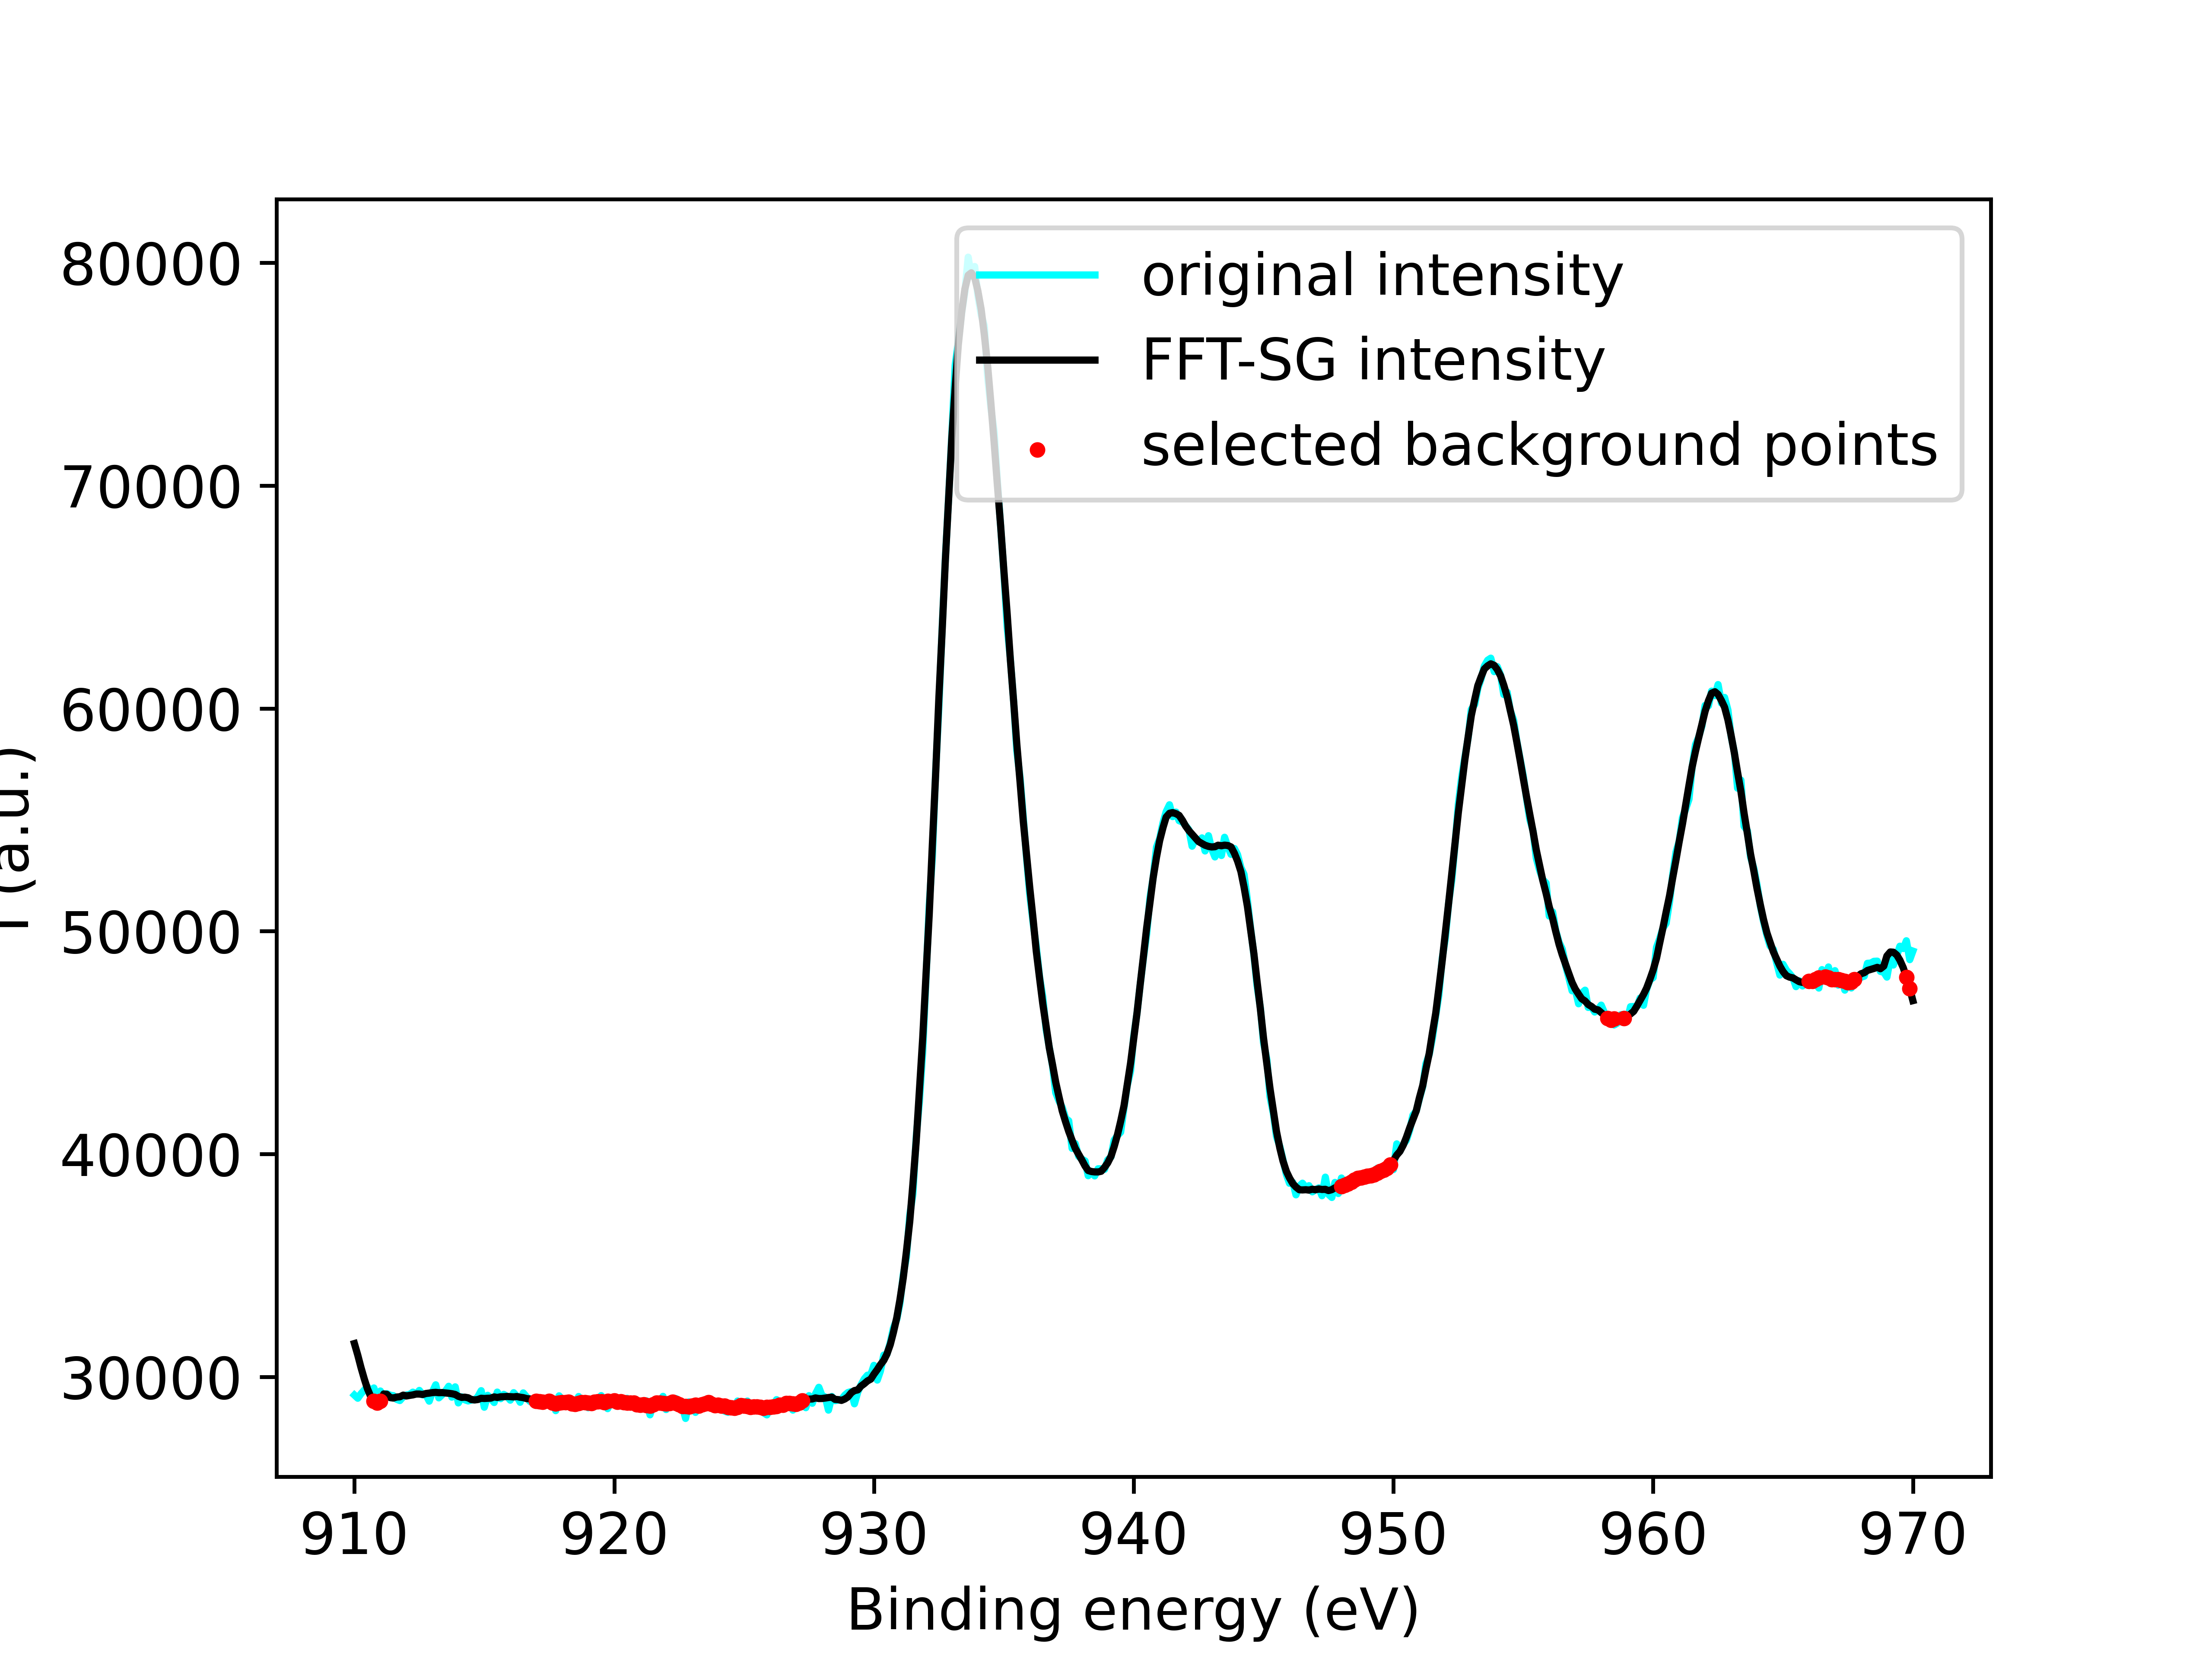 original intensity
FFT-SG intensity
selected background points
80000
70000
60000
50000
40000
30000
(a.u.)
910 920 930 940 950 960 970
Binding energy (eV)